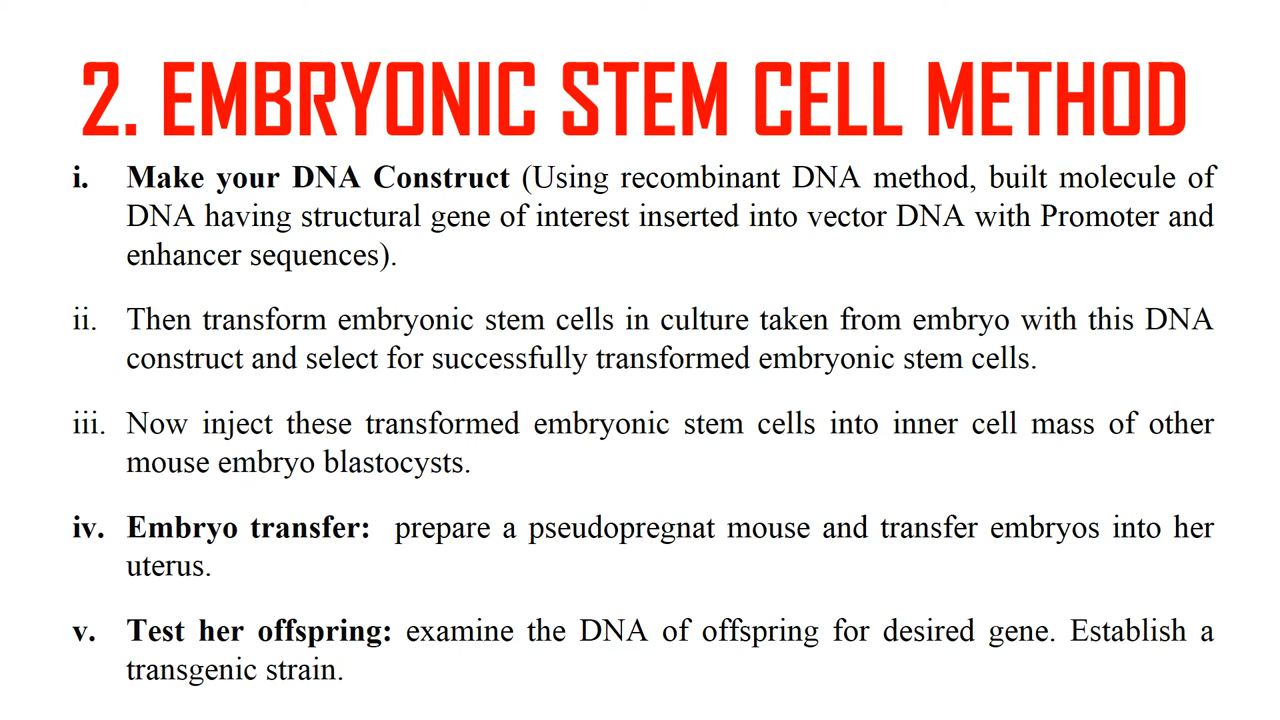 2. EMBRYONIC STEM CELL METHOD
i. Make your DNA Construct (Using recombinant DNA method, built molecule of
DNA having structural gene of interest inserted into vector DNA with Promoter and
enhancer sequences).
ii. Then transform embryonic stem cells in culture taken from embryo with this DNA
construct and select for successfully transformed embryonic stem cells.
iii. Now inject these transformed embryonic stem cells into inner cell mass of other
mouse embryo blastocysts.
iv. Embryo transfer: prepare a pseudopregnat mouse and transfer embryos into her
uterus.
v. Test her offspring: examine the DNA of offspring for desired gene. Establish a
transgenic strain.